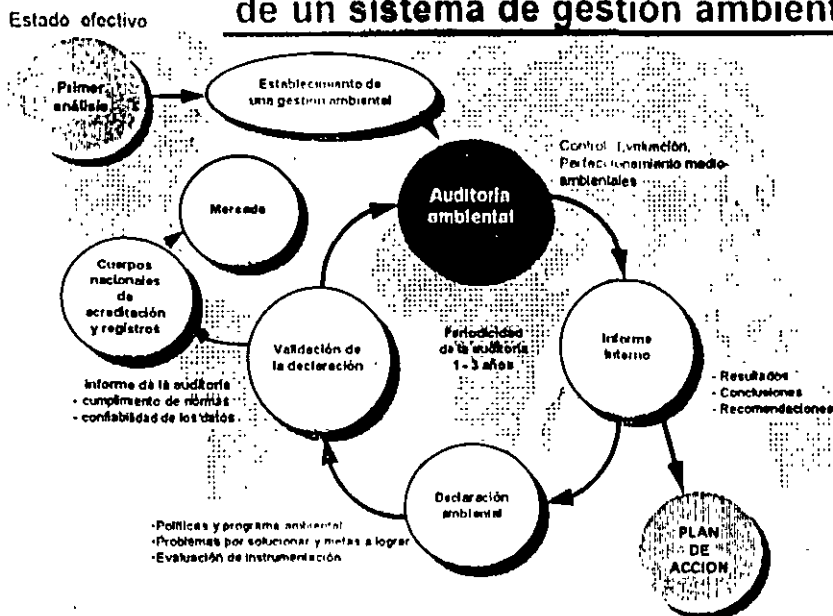 de un sistema de gestión ambient
Estado efectivo
Primer
análisis
Establecimiento de
una gestión ambiental
Auditoría
ambiental
Control, Evaluación,
Perfeccionamiento medio-
ambientales
Mercado
Cuerpos
nacionales
de
acreditación
y registros
Validación de
la declaración
Periodicidad
de la auditoría
1 - 3 años
Informe
Interno
Informe de la auditoría
- cumplimiento de normas
- confiabilidad de los datos
- Resultados
- Conclusiones
- Recomendaciones
Declaración
ambiental
•Políticas y programa ambiental
•Problemas por solucionar y metas a lograr
•Evaluación de instrumentación
PLAN
DE
ACCION